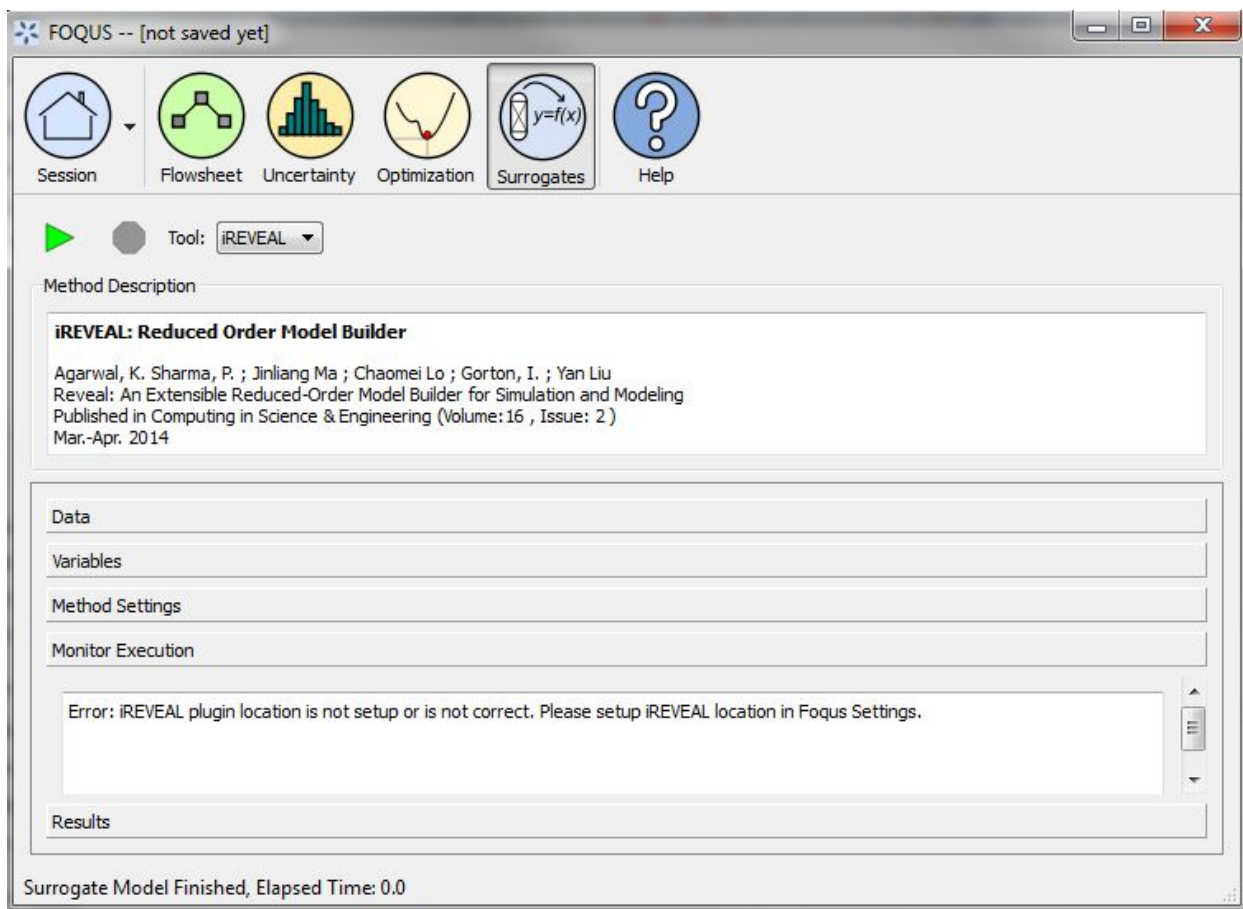 FOQUS -- [not saved yet]
y=f(x)
Session Flowsheet Uncertainty Optimization Surrogates Help
Tool: iREVEAL
Method Description
iREVEAL: Reduced Order Model Builder
Agarwal, K. Sharma, P. ; Jinliang Ma ; Chaomei Lo ; Gorton, I. ; Yan Liu
Reveal: An Extensible Reduced-Order Model Builder for Simulation and Modeling
Published in Computing in Science & Engineering (Volume:16 , Issue: 2 )
Mar.-Apr. 2014
Data
Variables
Method Settings
Monitor Execution
Error: iREVEAL plugin location is not setup or is not correct. Please setup iREVEAL location in Foqus Settings.
Results
Surrogate Model Finished, Elapsed Time: 0.0